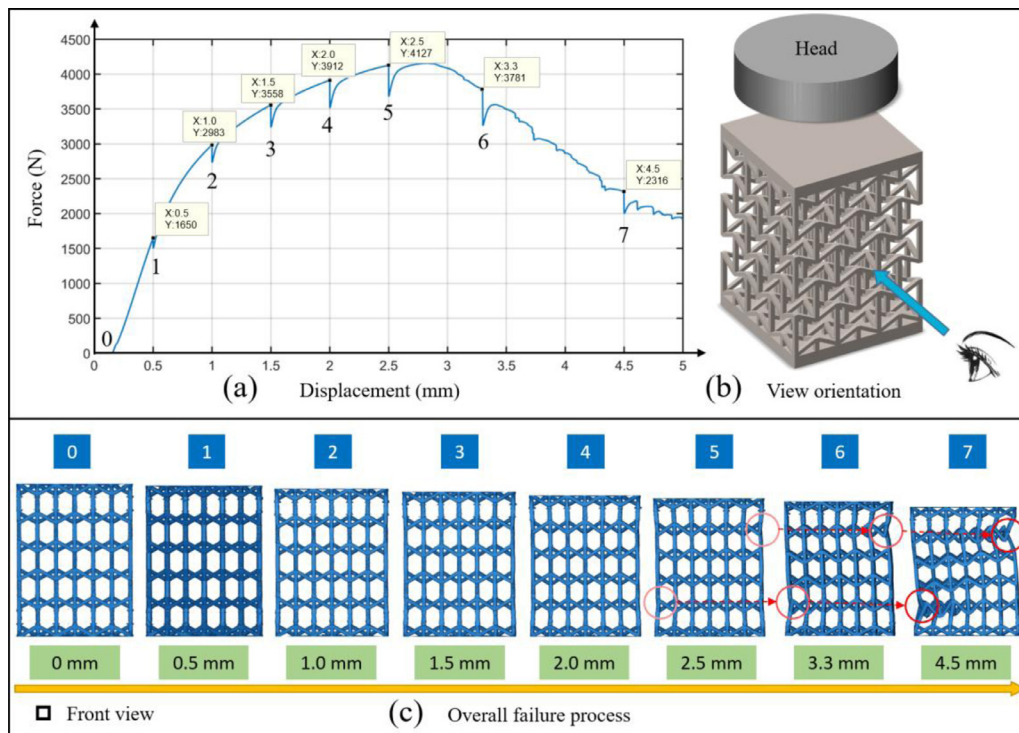 4500
4000
3500
3000
2500
2000
1500
1000
500
0
Force (N)
X:0.5
Y:1650
X:1.0
Y:2983
X:1.5
Y:3558
X:2.0
Y:3912
X:2.5
Y:4127
X:3.3
Y:3781
X:4.5
Y:2316
0
1
2
3
4
5
6
7
0 0.5 1 1.5 2 2.5 3 3.5 4 4.5 5
(a) Displacement (mm)
Head
(b) View orientation
0 1 2 3 4 5 6 7
0 mm 0.5 mm 1.0 mm 1.5 mm 2.0 mm 2.5 mm 3.3 mm 4.5 mm
Front view (c) Overall failure process